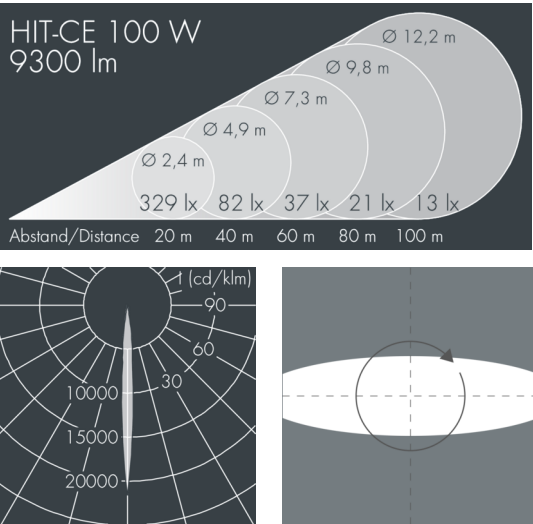 HIT-CE 100 W
9300 lm
Ø 12,2 m
Ø 9,8 m
Ø 7,3 m
Ø 4,9 m
Ø 2,4 m
329 lx 82 lx 37 lx 21 lx 13 lx
Abstand/Distance 20 m 40 m 60 m 80 m 100 m
I (cd/klm)
90
60
30
10000
15000
20000